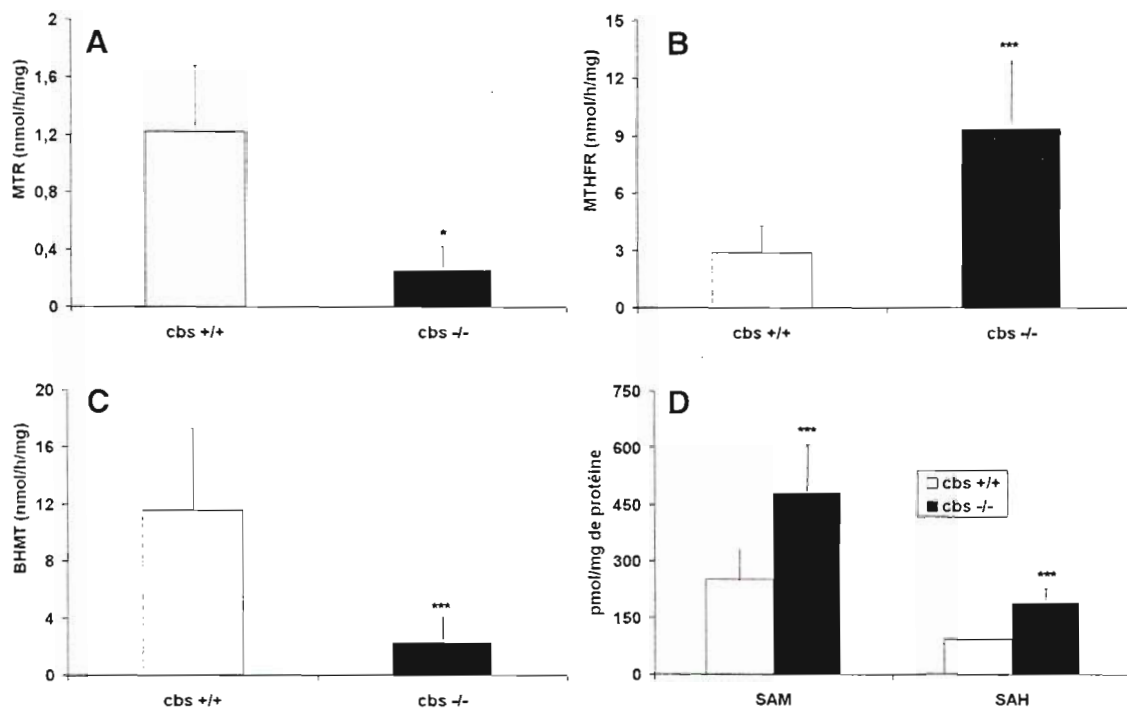 A
MTR (nmol/h/mg)
2
1,6
1,2
0,8
0,4
0
*
cbs +/+ cbs -/-
B
MTHFR (nmol/h/mg)
15
12
9
6
3
0
***
cbs +/+ cbs -/-
C
BHMT (nmol/h/mg)
20
16
12
8
4
0
***
cbs +/+ cbs -/-
D
pmol/mg de protéine
750
600
450
300
150
0
***
***
cbs +/+
cbs -/-
SAM SAH